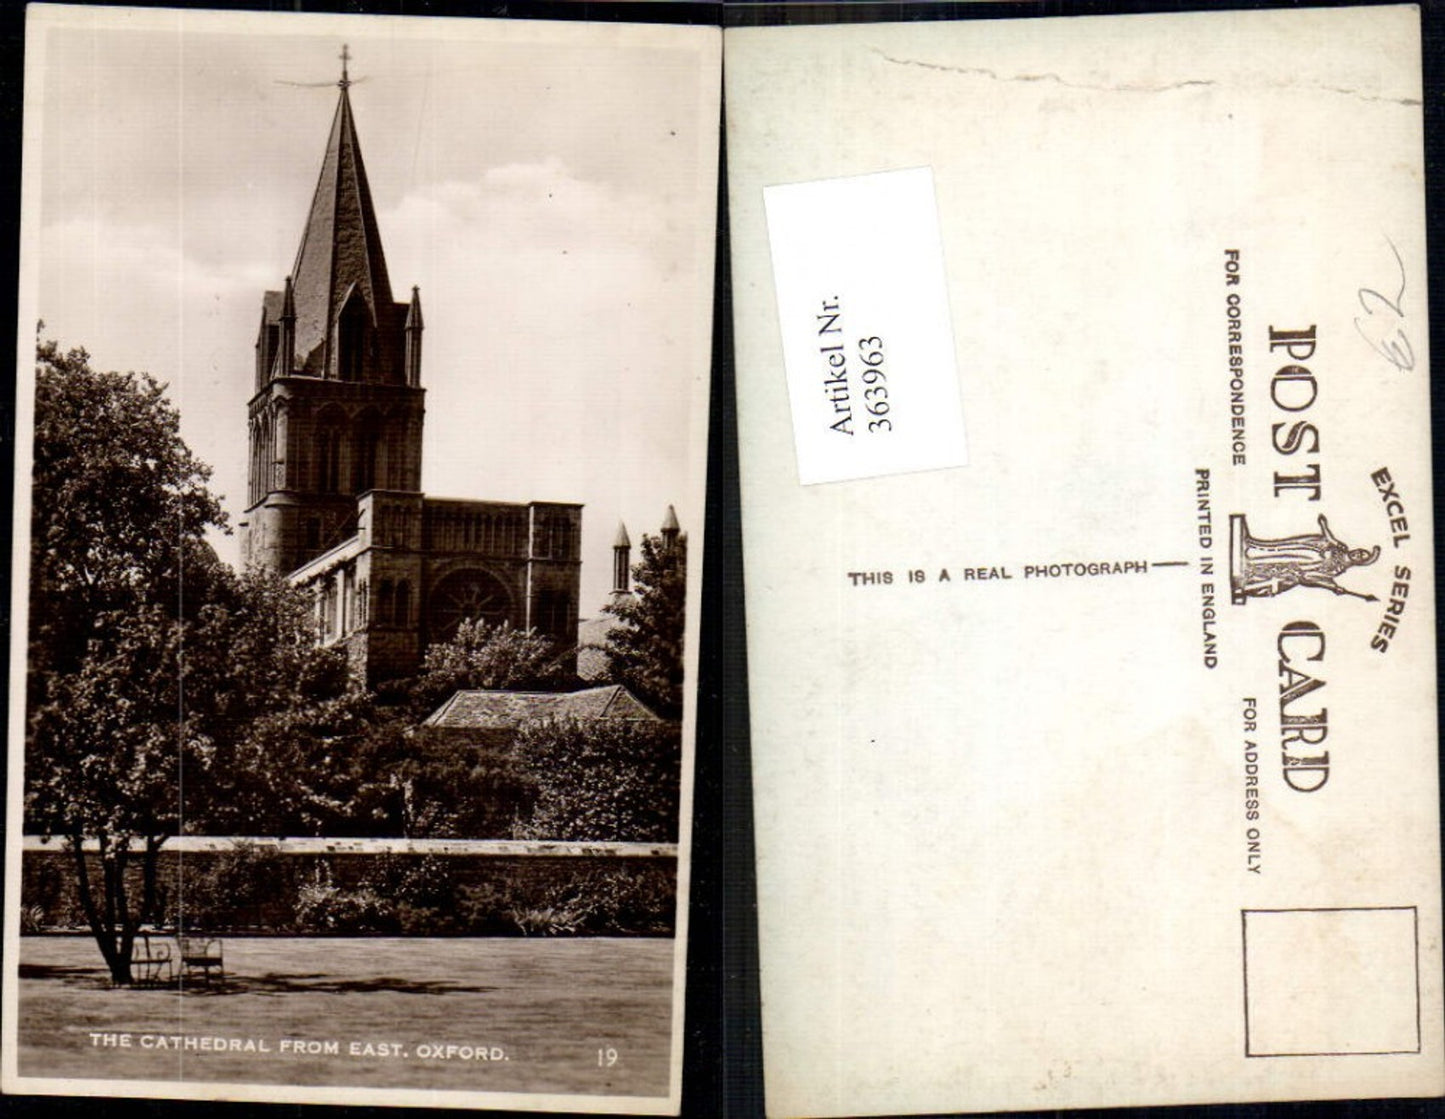 THE CATHEDRAL FROM EAST. OXFORD.
19
Artikel Nr.
363963
THIS IS A REAL PHOTOGRAPH
PRINTED IN ENGLAND
FOR CORRESPONDENCE
FOR ADDRESS ONLY
POST CARD
EXCEL SERIES